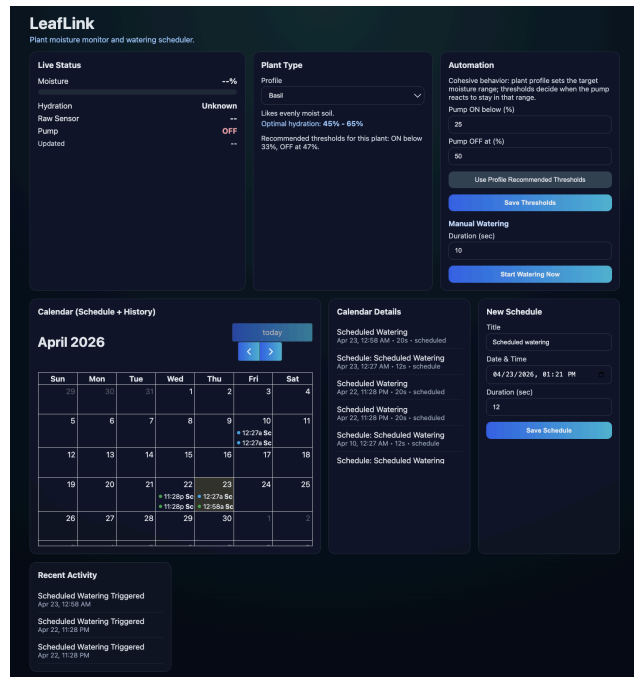 LeafLink
Plant moisture monitor and watering scheduler.
Live Status
Moisture
--%
Hydration
Unknown
Raw Sensor
--
Pump
OFF
Updated
--
Plant Type
Profile
Basil
Likes evenly moist soil.
Optimal hydration: 45% - 65%
Recommended thresholds for this plant: ON below
33%, OFF at 47%.
Automation
Cohesive behavior: plant profile sets the target
moisture range; thresholds decide when the pump
reacts to stay in that range.
Pump ON below (%)
25
Pump OFF at (%)
50
Use Profile Recommended Thresholds
Save Thresholds
Manual Watering
Duration (sec)
10
Start Watering Now
Calendar (Schedule + History)
today
April 2026
Sun Mon Tue Wed Thu Fri Sat
29 30 31 1 2 3 4
5 6 7 8 9 10 11
• 12:27a Sc
• 12:27a Sc
12 13 14 15 16 17 18
19 20 21 22 23 24 25
• 11:28p Sc • 12:27a Sc
• 11:28p Sc • 12:58a Sc
26 27 28 29 30 1 2
Calendar Details
Scheduled Watering
Apr 23, 12:58 AM • 20s • scheduled
Schedule: Scheduled Watering
Apr 23, 12:27 AM • 12s • schedule
Scheduled Watering
Apr 22, 11:28 PM • 20s • scheduled
Scheduled Watering
Apr 22, 11:28 PM • 20s • scheduled
Schedule: Scheduled Watering
Apr 10, 12:27 AM • 12s • schedule
Schedule: Scheduled Watering
New Schedule
Title
Scheduled watering
Date & Time
04/23/2026, 01:21 PM
Duration (sec)
12
Save Schedule
Recent Activity
Scheduled Watering Triggered
Apr 23, 12:58 AM
Scheduled Watering Triggered
Apr 22, 11:28 PM
Scheduled Watering Triggered
Apr 22, 11:28 PM